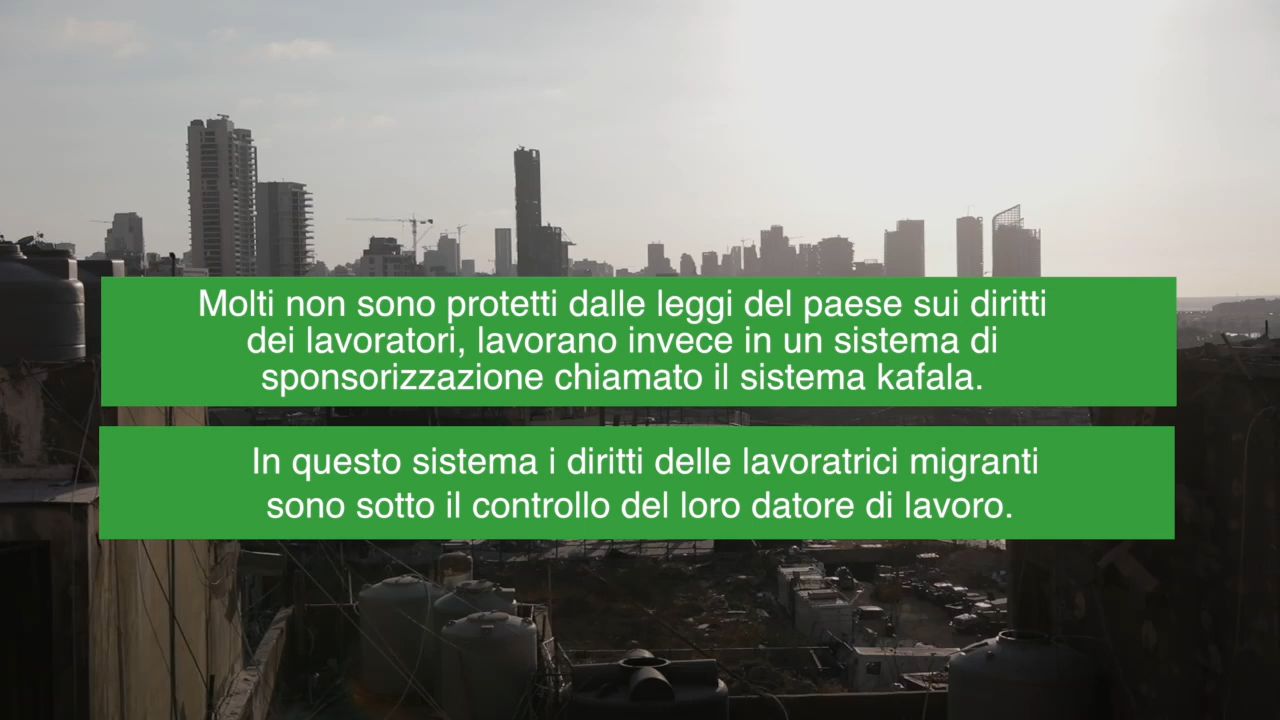 Molti non sono protetti dalle leggi del paese sui diritti
dei lavoratori, lavorano invece in un sistema di
sponsorizzazione chiamato il sistema kafala.
In questo sistema i diritti delle lavoratrici migranti
sono sotto il controllo del loro datore di lavoro.